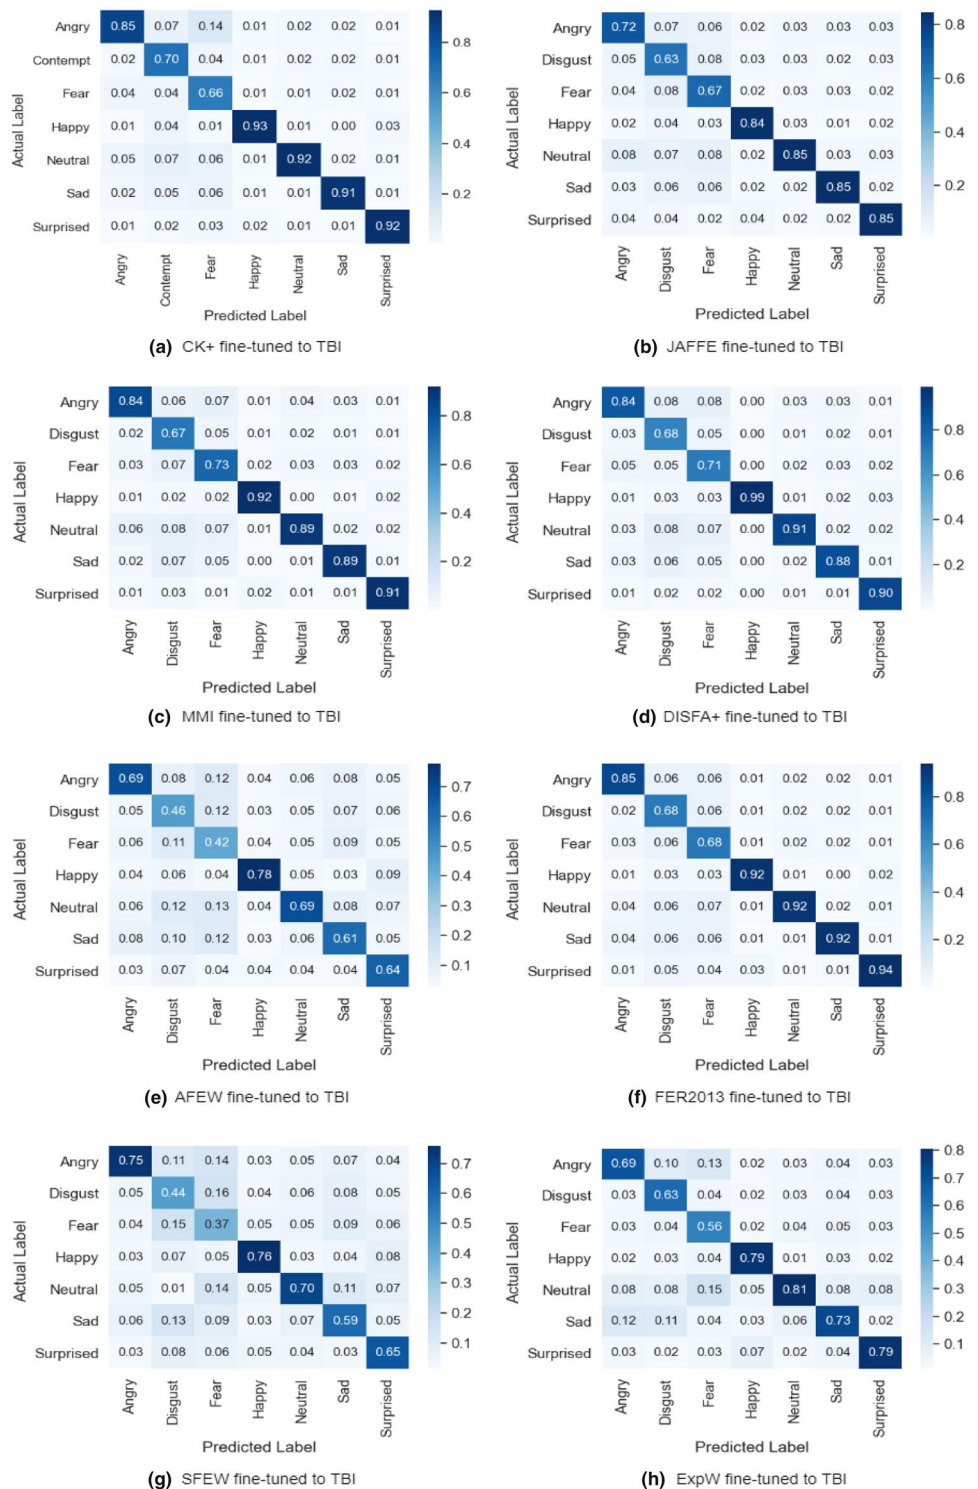 Actual Label
Angry 0.85 0.07 0.14 0.01 0.02 0.02 0.01
Contempt 0.02 0.70 0.04 0.01 0.02 0.02 0.01
Fear 0.04 0.04 0.66 0.01 0.01 0.02 0.01
Happy 0.01 0.04 0.01 0.93 0.01 0.00 0.03
Neutral 0.05 0.07 0.06 0.01 0.92 0.02 0.01
Sad 0.02 0.05 0.06 0.01 0.01 0.91 0.01
Surprised 0.01 0.02 0.03 0.02 0.01 0.01 0.92
Angry Contempt Fear Happy Neutral Sad Surprised
Predicted Label
0.8
0.6
0.4
0.2
(a) CK+ fine-tuned to TBI
Actual Label
Angry 0.72 0.07 0.06 0.02 0.03 0.02 0.02
Disgust 0.05 0.63 0.08 0.03 0.03 0.02 0.03
Fear 0.04 0.08 0.67 0.02 0.03 0.03 0.02
Happy 0.02 0.04 0.03 0.84 0.03 0.01 0.02
Neutral 0.08 0.07 0.08 0.02 0.85 0.03 0.03
Sad 0.03 0.06 0.06 0.02 0.02 0.85 0.02
Surprised 0.04 0.04 0.02 0.04 0.02 0.02 0.85
Angry Disgust Fear Happy Neutral Sad Surprised
Predicted Label
0.8
0.6
0.4
0.2
(b) JAFFE fine-tuned to TBI
Actual Label
Angry 0.84 0.06 0.07 0.01 0.04 0.03 0.01
Disgust 0.02 0.67 0.05 0.01 0.02 0.01 0.01
Fear 0.03 0.07 0.73 0.02 0.03 0.03 0.02
Happy 0.01 0.02 0.02 0.92 0.00 0.01 0.02
Neutral 0.06 0.08 0.07 0.01 0.89 0.02 0.02
Sad 0.02 0.07 0.05 0.00 0.01 0.89 0.01
Surprised 0.01 0.03 0.01 0.02 0.01 0.01 0.91
Angry Disgust Fear Happy Neutral Sad Surprised
Predicted Label
0.8
0.6
0.4
0.2
(c) MMI fine-tuned to TBI
Actual Label
Angry 0.84 0.08 0.08 0.00 0.03 0.03 0.01
Disgust 0.03 0.68 0.05 0.00 0.01 0.02 0.01
Fear 0.05 0.05 0.71 0.00 0.02 0.03 0.02
Happy 0.01 0.03 0.03 0.99 0.01 0.02 0.03
Neutral 0.03 0.08 0.07 0.00 0.91 0.02 0.02
Sad 0.03 0.06 0.05 0.00 0.02 0.88 0.01
Surprised 0.01 0.02 0.02 0.00 0.01 0.01 0.90
Angry Disgust Fear Happy Neutral Sad Surprised
Predicted Label
0.8
0.6
0.4
0.2
(d) DISFA+ fine-tuned to TBI
Actual Label
Angry 0.69 0.08 0.12 0.04 0.06 0.08 0.05
Disgust 0.05 0.46 0.12 0.03 0.05 0.07 0.06
Fear 0.06 0.11 0.42 0.04 0.05 0.09 0.05
Happy 0.04 0.06 0.04 0.78 0.05 0.03 0.09
Neutral 0.06 0.12 0.13 0.04 0.69 0.08 0.07
Sad 0.08 0.10 0.12 0.03 0.06 0.61 0.05
Surprised 0.03 0.07 0.04 0.04 0.04 0.04 0.64
Angry Disgust Fear Happy Neutral Sad Surprised
Predicted Label
0.7
0.6
0.5
0.4
0.3
0.2
0.1
(e) AFEW fine-tuned to TBI
Actual Label
Angry 0.85 0.06 0.06 0.01 0.02 0.02 0.01
Disgust 0.02 0.68 0.06 0.01 0.02 0.02 0.01
Fear 0.03 0.06 0.68 0.01 0.02 0.02 0.01
Happy 0.01 0.03 0.03 0.92 0.01 0.00 0.02
Neutral 0.04 0.06 0.07 0.01 0.92 0.02 0.01
Sad 0.04 0.06 0.06 0.01 0.01 0.92 0.01
Surprised 0.01 0.05 0.04 0.03 0.01 0.01 0.94
Angry Disgust Fear Happy Neutral Sad Surprised
Predicted Label
0.8
0.6
0.4
0.2
(f) FER2013 fine-tuned to TBI
Actual Label
Angry 0.75 0.11 0.14 0.03 0.05 0.07 0.04
Disgust 0.05 0.44 0.16 0.04 0.06 0.08 0.05
Fear 0.04 0.15 0.37 0.05 0.05 0.09 0.06
Happy 0.03 0.07 0.05 0.76 0.03 0.04 0.08
Neutral 0.05 0.01 0.14 0.05 0.70 0.11 0.07
Sad 0.06 0.13 0.09 0.03 0.07 0.59 0.05
Surprised 0.03 0.08 0.06 0.05 0.04 0.03 0.65
Angry Disgust Fear Happy Neutral Sad Surprised
Predicted Label
0.7
0.6
0.5
0.4
0.3
0.2
0.1
(g) SFEW fine-tuned to TBI
Actual Label
Angry 0.69 0.10 0.13 0.02 0.03 0.04 0.03
Disgust 0.03 0.63 0.04 0.02 0.03 0.03 0.03
Fear 0.03 0.04 0.56 0.02 0.04 0.05 0.03
Happy 0.02 0.03 0.04 0.79 0.01 0.03 0.02
Neutral 0.08 0.08 0.15 0.05 0.81 0.08 0.08
Sad 0.12 0.11 0.04 0.03 0.06 0.73 0.02
Surprised 0.03 0.02 0.03 0.07 0.02 0.04 0.79
Angry Disgust Fear Happy Neutral Sad Surprised
Predicted Label
0.8
0.7
0.6
0.5
0.4
0.3
0.2
0.1
(h) ExpW fine-tuned to TBI